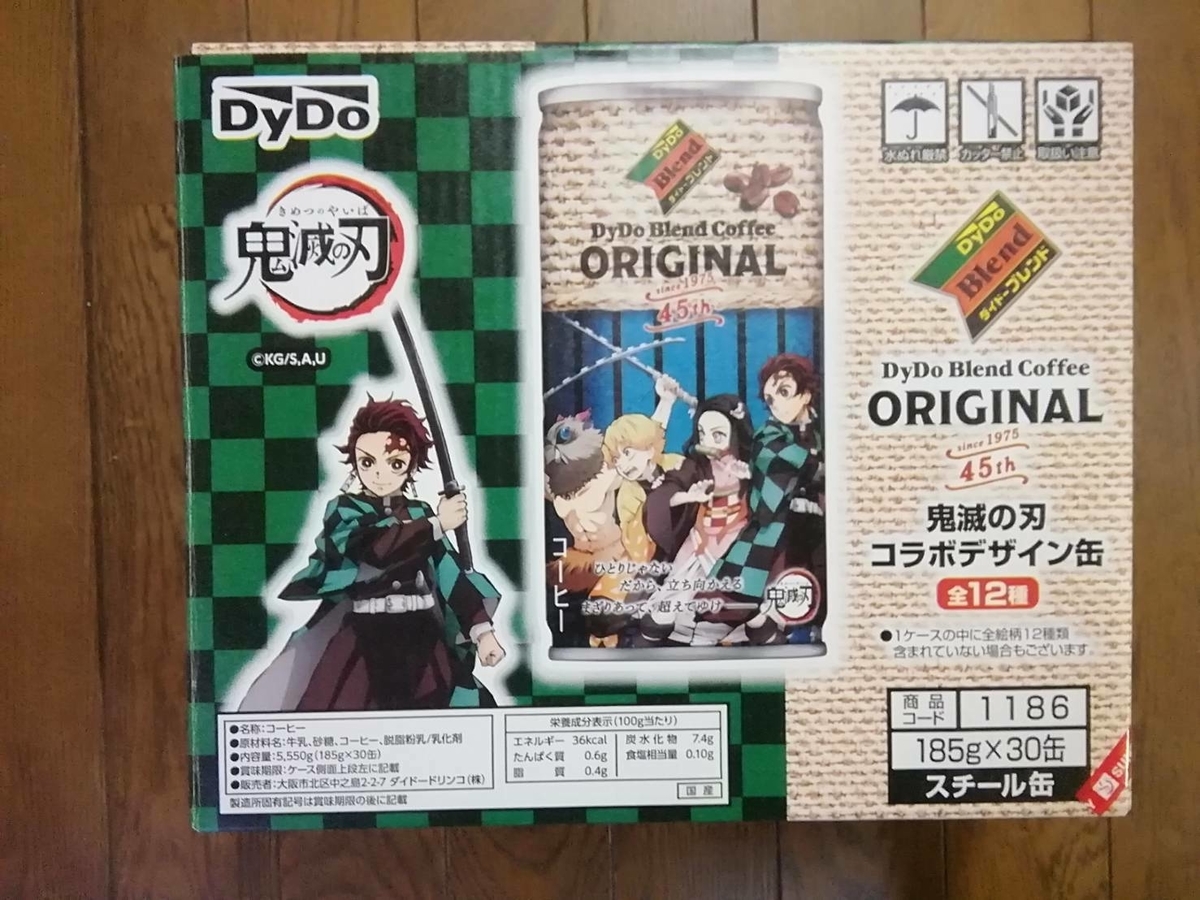 DyDo
きめつのやいば
鬼滅の刃
©KG/S,A,U
DyDo
Blend
ダイドーブレンド
DyDo Blend Coffee
ORIGINAL
since 1975
45th
コーヒー
ひとりじゃない
だから、立ち向かえる
まざりあって、超えてゆけ
鬼滅の刃
水ぬれ厳禁
カッター禁止
取扱い注意
DyDo
Blend
ダイドーブレンド
DyDo Blend Coffee
ORIGINAL
since 1975
45th
鬼滅の刃
コラボデザイン缶
全12種
●1ケースの中に全絵柄12種類
含まれていない場合もございます。
商品コード 1186
185g×30缶
スチール缶
●名称:コーヒー
●原材料名:牛乳、砂糖、コーヒー、脱脂粉乳/乳化剤
●内容量:5,550g(185g×30缶)
●賞味期限:ケース側面上段左に記載
●販売者:大阪市北区中之島2-2-7 ダイドードリンコ(株)
製造所固有記号は賞味期限の後に記載
栄養成分表示(100g当たり)
エネルギー 36kcal 炭水化物 7.4g
たんぱく質 0.6g 食塩相当量 0.10g
脂質 0.4g
国産